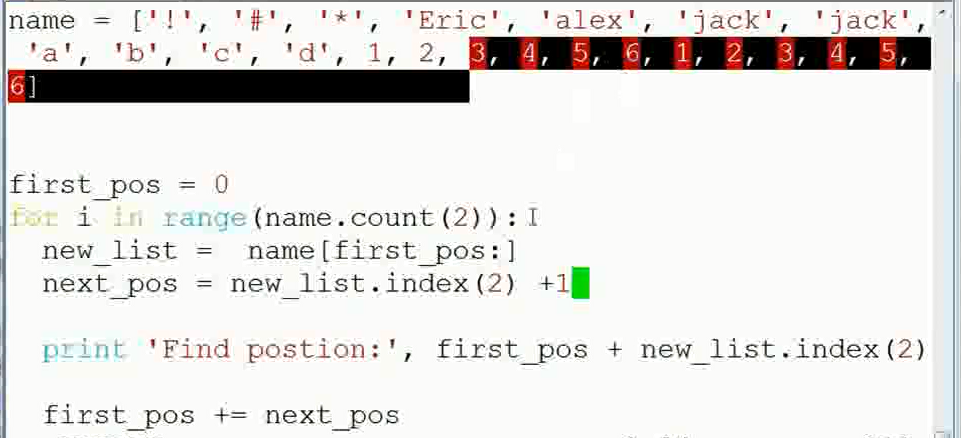 name = ['!', '#', '*', 'Eric', 'alex', 'jack', 'jack',
'a', 'b', 'c', 'd', 1, 2, 3, 4, 5, 6, 1, 2, 3, 4, 5,
6]
first_pos = 0
for i in range(name.count(2)):
new_list =  name[first_pos:]
next_pos = new_list.index(2) +1
print 'Find postion:', first_pos + new_list.index(2)
first_pos += next_pos